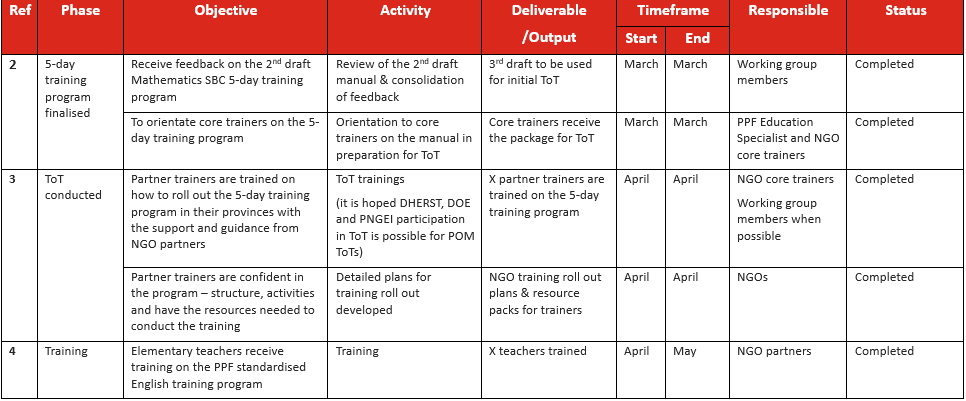 Ref Phase Objective Activity Deliverable /Output Timeframe Responsible Status
Start End
2 5-day training program finalised
Receive feedback on the 2nd draft
Mathematics SBC 5-day training
program
Review of the 2nd draft
manual & consolidation
of feedback
3rd draft to be used
for initial ToT
March March
Working group
members
Completed
To orientate core trainers on the 5-
day training program
Orientation to core
trainers on the manual in
preparation for ToT
Core trainers receive
the package for ToT
March March
PPF Education
Specialist and NGO
core trainers
Completed
3 ToT conducted
Partner trainers are trained on
how to roll out the 5-day training
program in their provinces with
the support and guidance from
NGO partners
ToT trainings
(it is hoped DHERST, DOE
and PNGEI participation
in ToT is possible for POM
ToTs)
X partner trainers are
trained on the 5-day
training program
April April
NGO core trainers
Working group
members when
possible
Completed
Partner trainers are confident in
the program – structure, activities
and have the resources needed to
conduct the training
Detailed plans for
training roll out
developed
NGO training roll out
plans & resource
packs for trainers
April April
NGOs
Completed
4 Training
Elementary teachers receive
training on the PPF standardised
English training program
Training
X teachers trained
April May
NGO partners
Completed